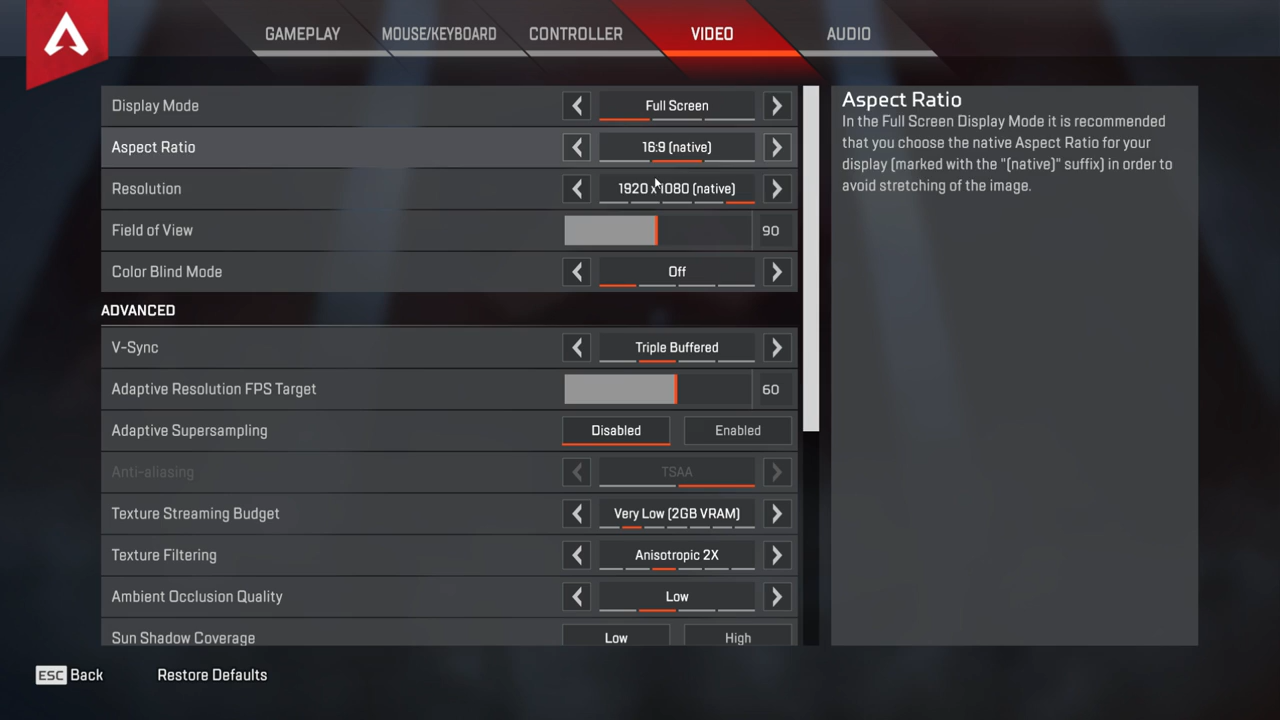 GAMEPLAY MOUSE/KEYBOARD CONTROLLER VIDEO AUDIO
Display Mode Full Screen
Aspect Ratio 16:9 (native)
Resolution 1920 x 1080 (native)
Field of View 90
Color Blind Mode Off
ADVANCED
V-Sync Triple Buffered
Adaptive Resolution FPS Target 60
Adaptive Supersampling Disabled Enabled
Anti-aliasing TSAA
Texture Streaming Budget Very Low (2GB VRAM)
Texture Filtering Anisotropic 2X
Ambient Occlusion Quality Low
Sun Shadow Coverage Low High
Aspect Ratio
In the Full Screen Display Mode it is recommended
that you choose the native Aspect Ratio for your
display (marked with the "(native)" suffix) in order to
avoid stretching of the image.
ESC Back Restore Defaults